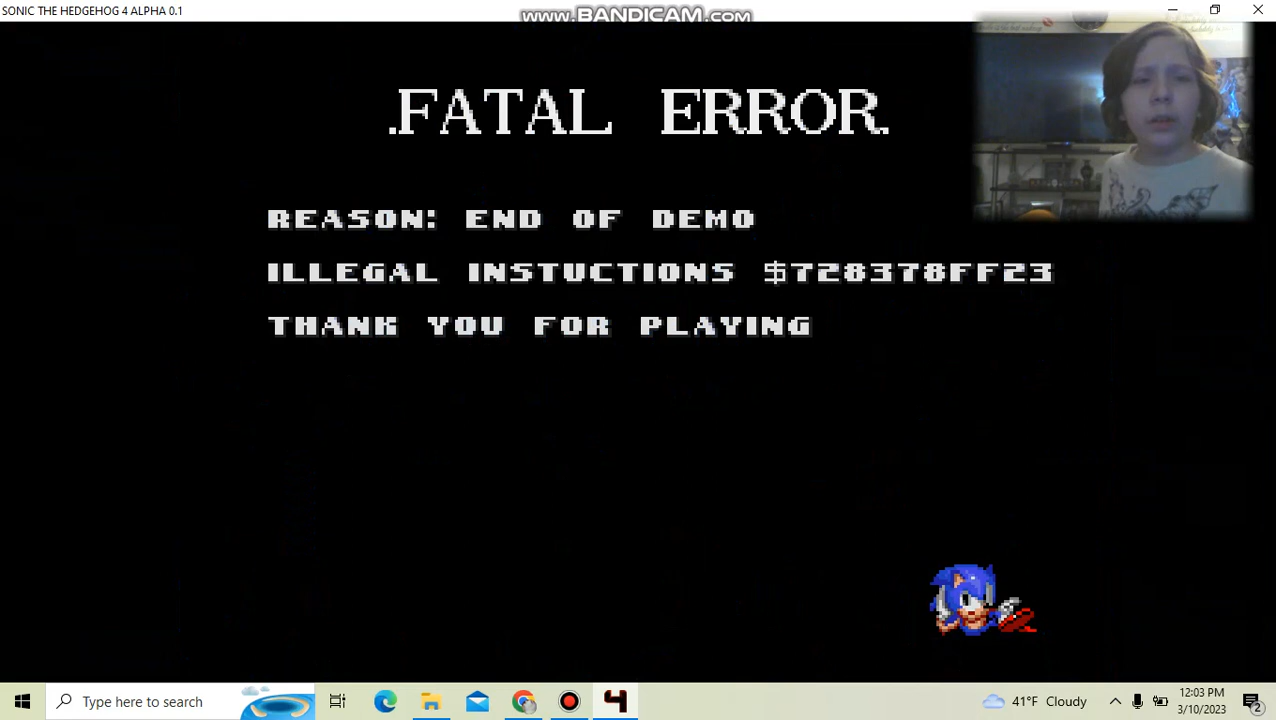 SONIC THE HEDGEHOG 4 ALPHA 0.1
www.BANDICAM.com
.FATAL ERROR.
REASON: END OF DEMO
ILLEGAL INSTUCTIONS $728378FF23
THANK YOU FOR PLAYING
Type here to search
41°F Cloudy
12:03 PM
3/10/2023
2